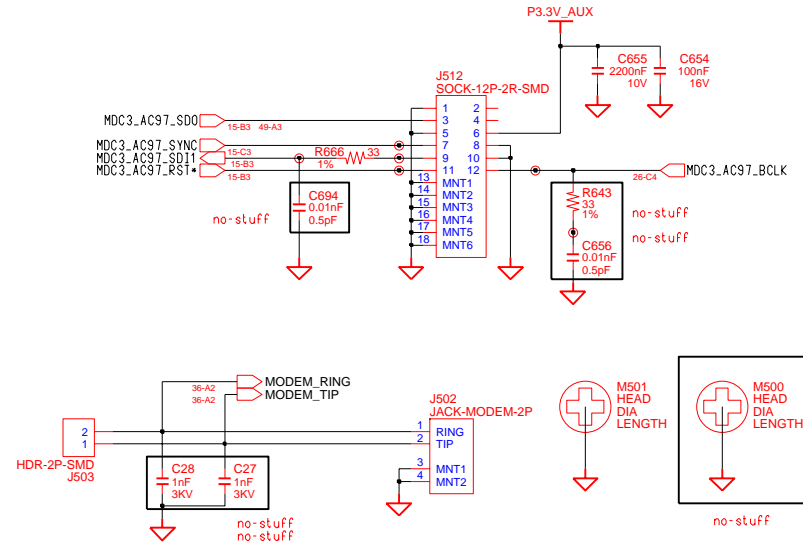 P3.3V_AUX
C655
2200nF
10V
C654
100nF
16V
J512
SOCK-12P-2R-SMD
1 2
3 4
5 6
7 8
9 10
11 12
13 MNT1
14 MNT2
15 MNT3
16 MNT4
17 MNT5
18 MNT6
MDC3_AC97_SDO
15-B3 49-A3
MDC3_AC97_SYNC
15-C3
MDC3_AC97_SDI1
15-B3
MDC3_AC97_RST*
15-B3
R666 33
1%
C694
0.01nF
0.5pF
no-stuff
MDC3_AC97_BCLK
26-C4
R643
33
1%
no-stuff
no-stuff
C656
0.01nF
0.5pF
MODEM_RING
36-A2
MODEM_TIP
36-A2
2
1
HDR-2P-SMD
J503
C28
1nF
3KV
C27
1nF
3KV
no-stuff
no-stuff
J502
JACK-MODEM-2P
1 RING
2 TIP
3 MNT1
4 MNT2
M501
HEAD
DIA
LENGTH
M500
HEAD
DIA
LENGTH
no-stuff